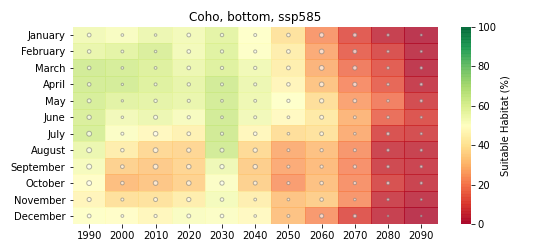 Coho, bottom, ssp585
January
February
March
April
May
June
July
August
September
October
November
December
1990 2000 2010 2020 2030 2040 2050 2060 2070 2080 2090
100
80
60
40
20
0
Suitable Habitat (%)